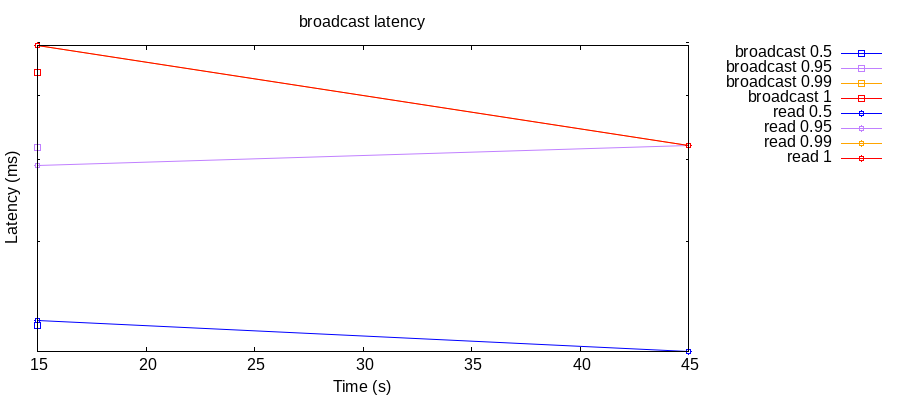 broadcast latency
broadcast 0.5
broadcast 0.95
broadcast 0.99
broadcast 1
read 0.5
read 0.95
read 0.99
read 1
Latency (ms)
15 20 25 30 35 40 45
Time (s)